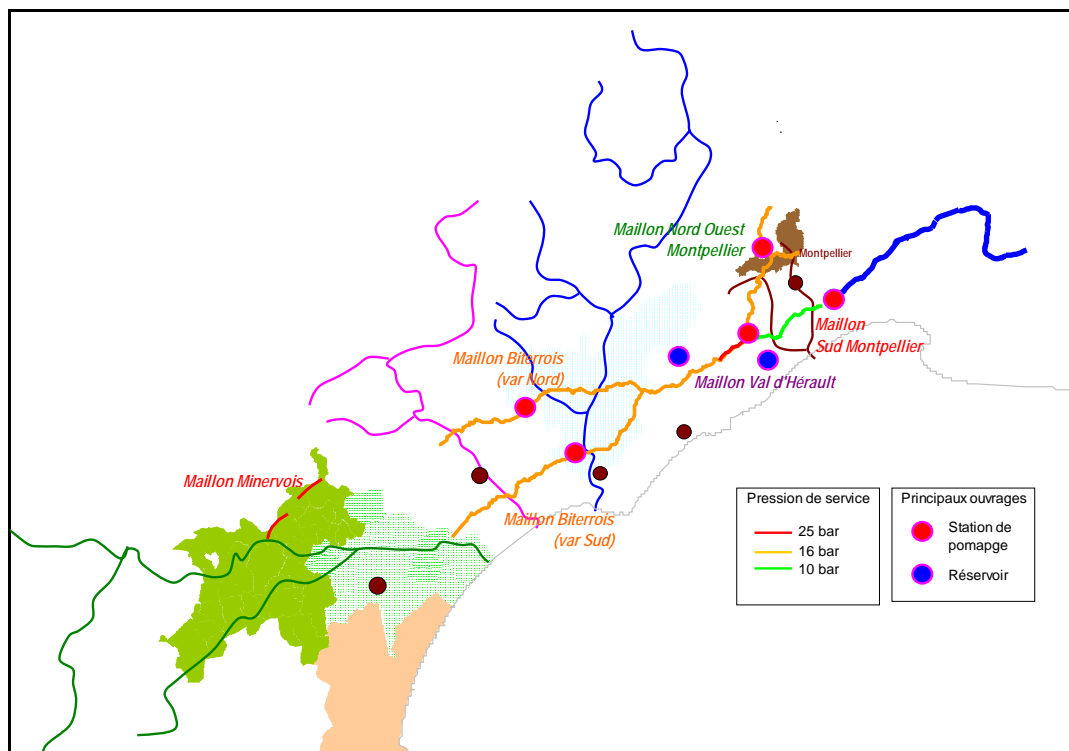 Maillon Nord Ouest
Montpellier
Montpellier
Maillon
Sud Montpellier
Maillon Biterrois
(var Nord)
Maillon Val d'Hérault
Maillon Minervois
Maillon Biterrois
(var Sud)
Pression de service
25 bar
16 bar
10 bar
Principaux ouvrages
Station de
pomapge
Réservoir